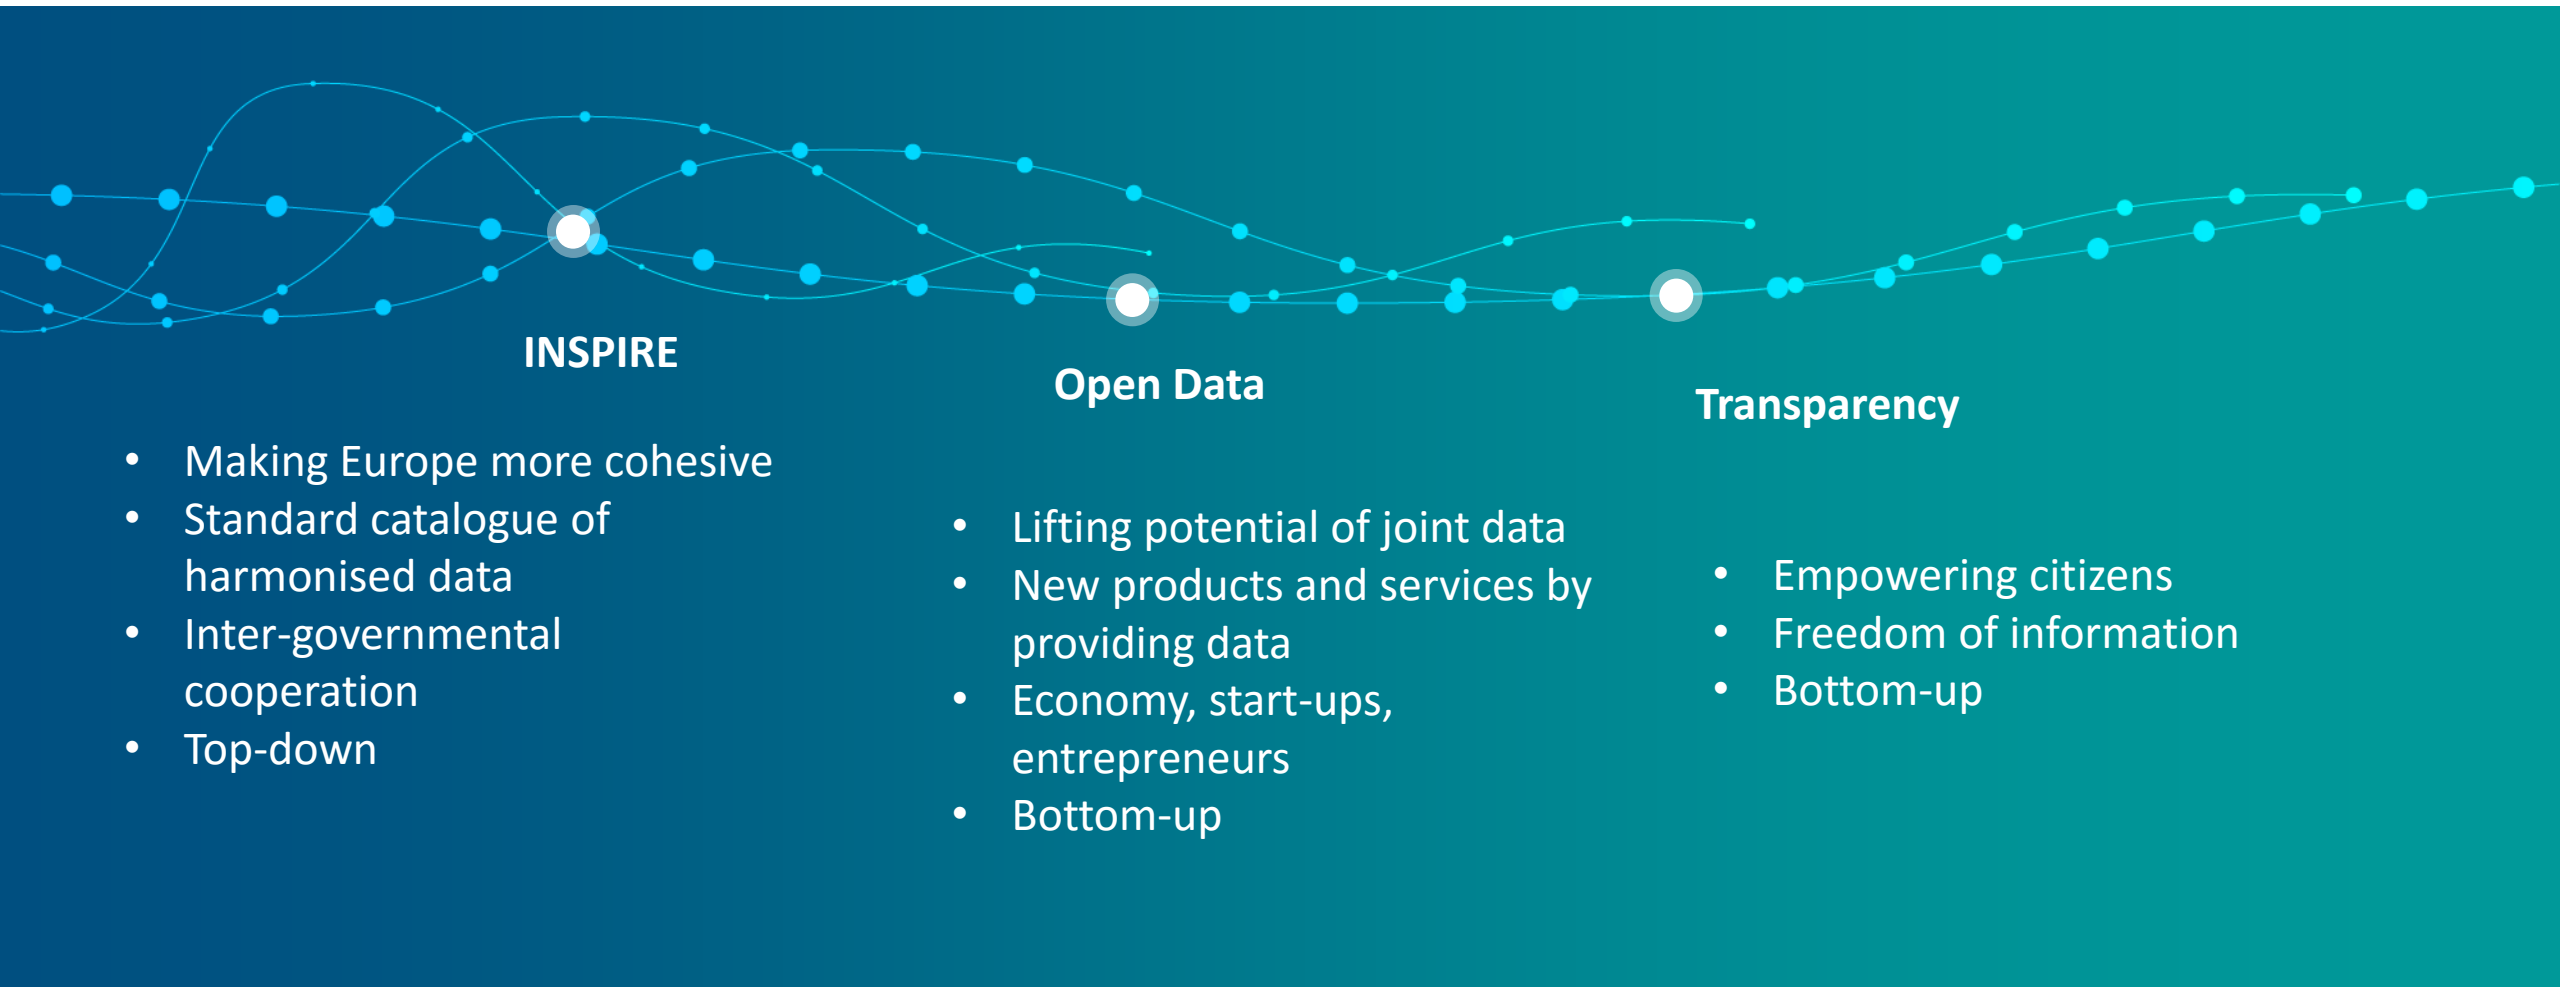 INSPIRE
• Making Europe more cohesive
• Standard catalogue of
harmonised data
• Inter-governmental
cooperation
• Top-down
Open Data
• Lifting potential of joint data
• New products and services by
providing data
• Economy, start-ups,
entrepreneurs
• Bottom-up
Transparency
• Empowering citizens
• Freedom of information
• Bottom-up